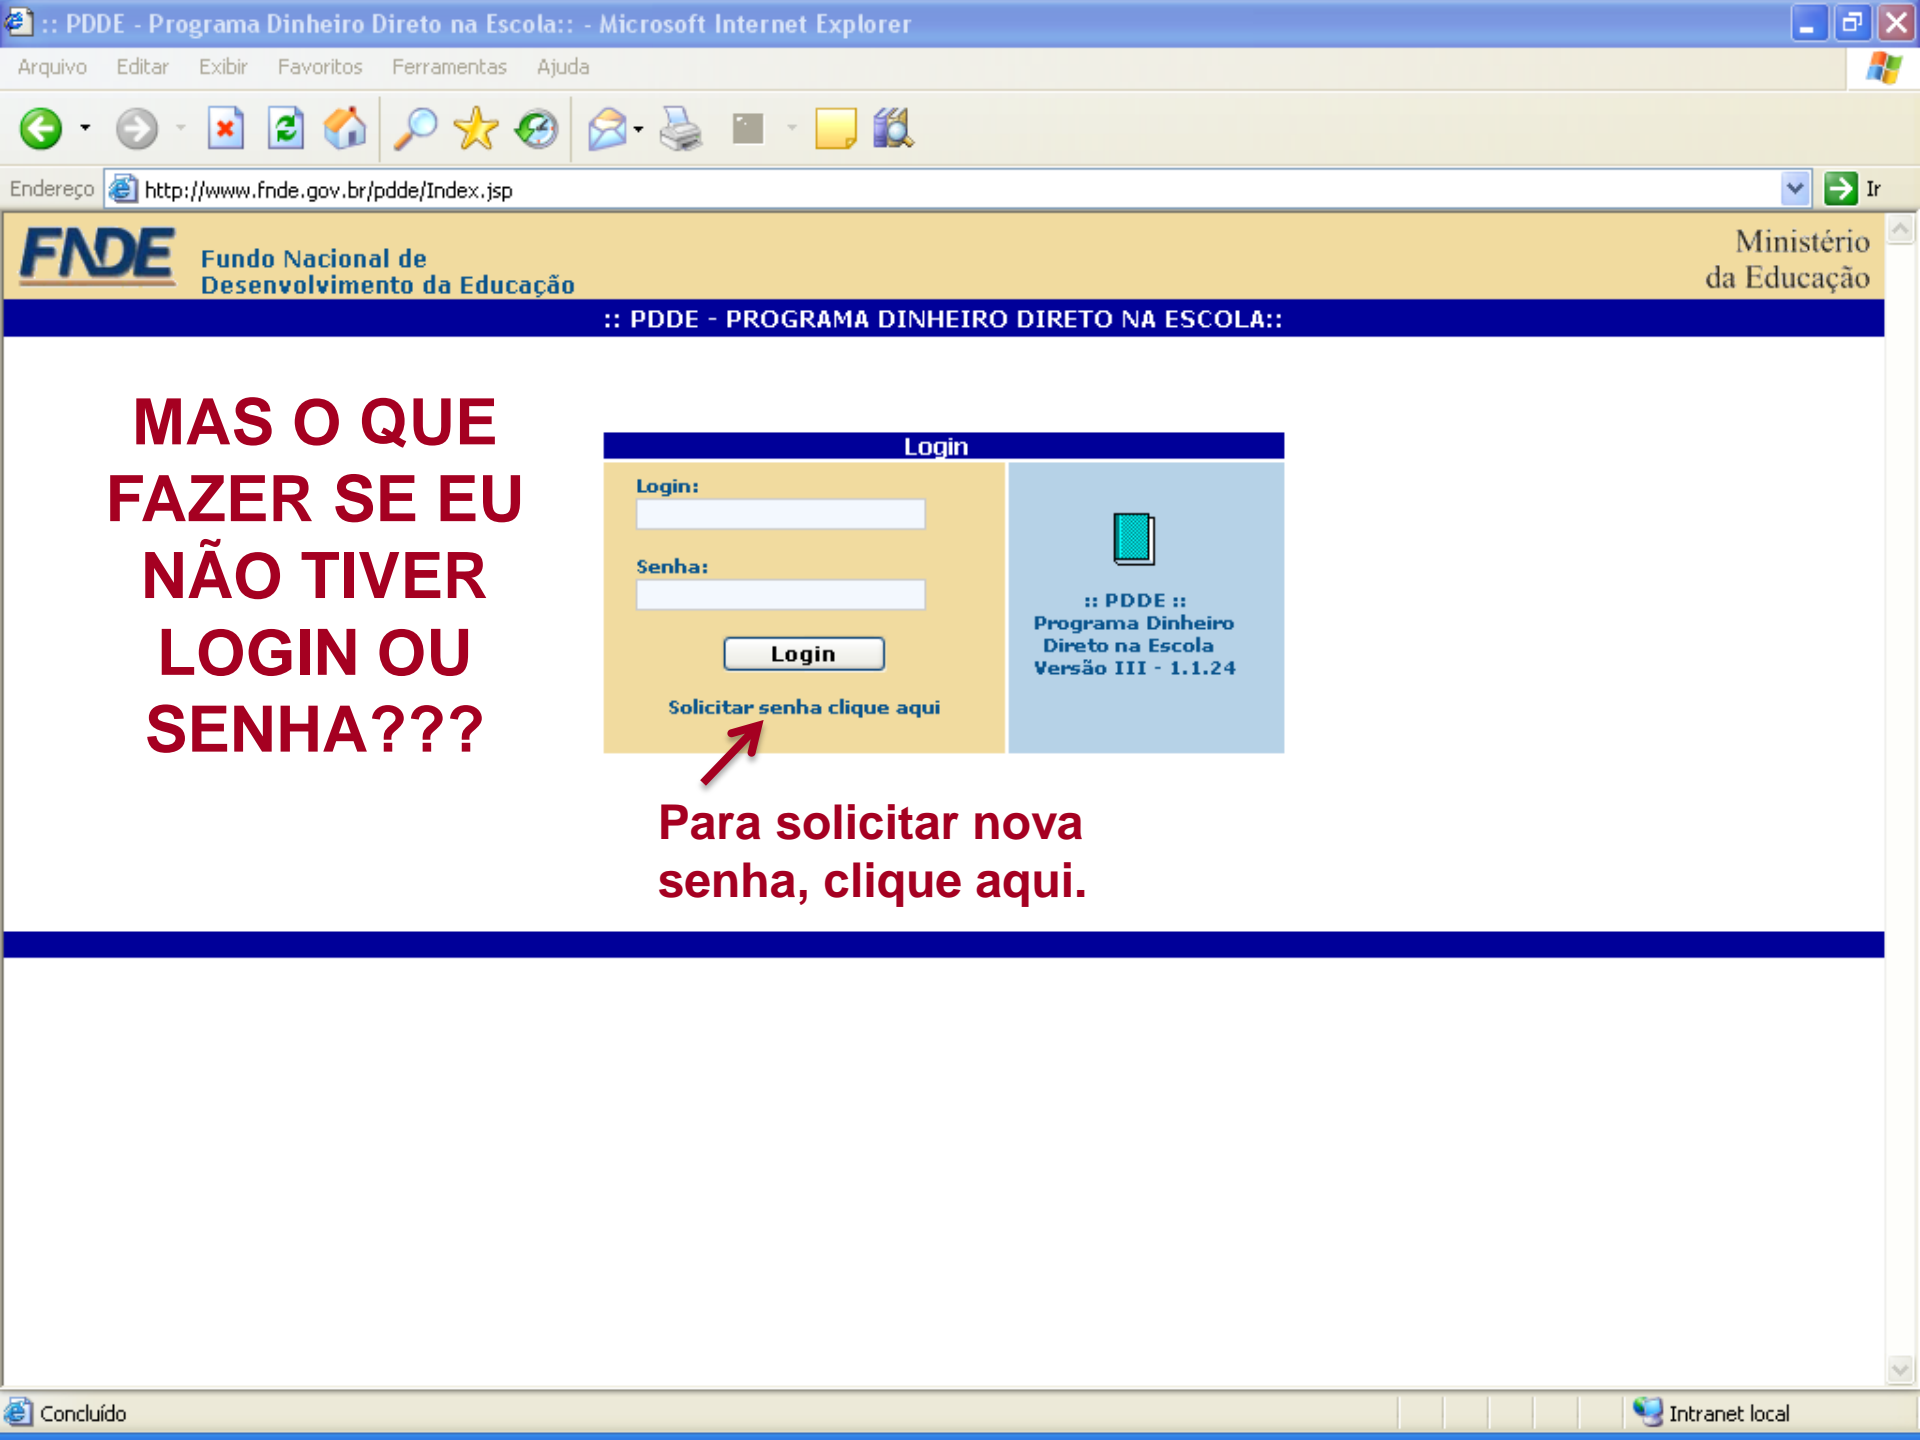 :: PDDE - Programa Dinheiro Direto na Escola:: - Microsoft Internet Explorer
Arquivo Editar Exibir Favoritos Ferramentas Ajuda
Endereço http://www.fnde.gov.br/pdde/Index.jsp Ir
FNDE
Fundo Nacional de
Desenvolvimento da Educação
Ministério
da Educação
:: PDDE - PROGRAMA DINHEIRO DIRETO NA ESCOLA::
MAS O QUE
FAZER SE EU
NÃO TIVER
LOGIN OU
SENHA???
Login
Login:
Senha:
Login
Solicitar senha clique aqui
:: PDDE ::
Programa Dinheiro
Direto na Escola
Versão III - 1.1.24
Para solicitar nova
senha, clique aqui.
Concluído
Intranet local